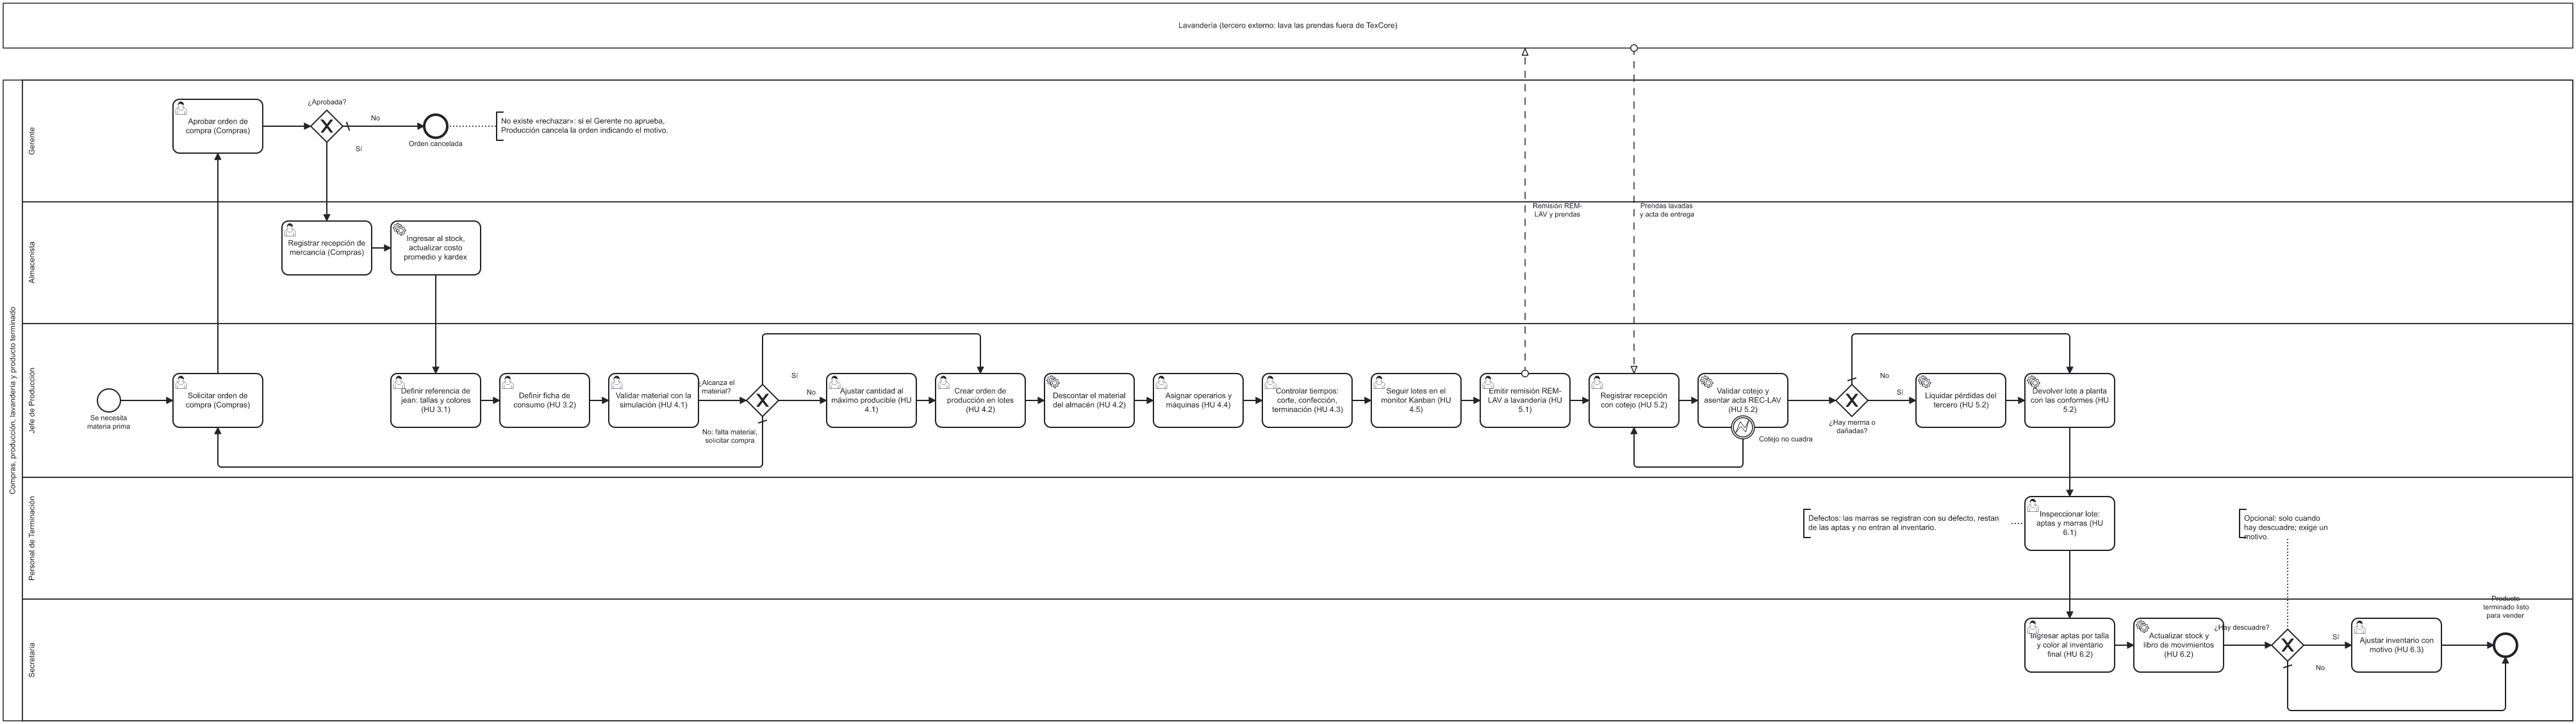 Lavandería (tercero externo: lava las prendas fuera de TexCore)
Compras, producción, lavandería y producto terminado
Gerente
Aprobar orden de
compra (Compras)
¿Aprobada?
No
Sí
Orden cancelada
No existe «rechazar»: si el Gerente no aprueba,
Producción cancela la orden indicando el motivo.
Almacenista
Registrar recepción de
mercancía (Compras)
Ingresar al stock,
actualizar costo
promedio y kardex
Remisión REM-
LAV y prendas
Prendas lavadas
y acta de entrega
Jefe de Producción
Se necesita
materia prima
Solicitar orden de
compra (Compras)
Definir referencia de
jean: tallas y colores
(HU 3.1)
Definir ficha de
consumo (HU 3.2)
Validar material con la
simulación (HU 4.1)
¿Alcanza el
material?
Sí
No
No: falta material,
solicitar compra
Ajustar cantidad al
máximo producible (HU
4.1)
Crear orden de
producción en lotes
(HU 4.2)
Descontar el material
del almacén (HU 4.2)
Asignar operarios y
máquinas (HU 4.4)
Controlar tiempos:
corte, confección,
terminación (HU 4.3)
Seguir lotes en el
monitor Kanban (HU
4.5)
Emitir remisión REM-
LAV a lavandería (HU
5.1)
Registrar recepción
con cotejo (HU 5.2)
Validar cotejo y
asentar acta REC-LAV
(HU 5.2)
Cotejo no cuadra
¿Hay merma o
dañadas?
No
Sí
Liquidar pérdidas del
tercero (HU 5.2)
Devolver lote a planta
con las conformes (HU
5.2)
Personal de Terminación
Defectos: las marras se registran con su defecto, restan
de las aptas y no entran al inventario.
Inspeccionar lote:
aptas y marras (HU
6.1)
Opcional: solo cuando
hay descuadre; exige un
motivo.
Secretaria
Ingresar aptas por talla
y color al inventario
final (HU 6.2)
Actualizar stock y
libro de movimientos
(HU 6.2)
¿Hay descuadre?
Sí
No
Ajustar inventario con
motivo (HU 6.3)
Producto
terminado listo
para vender